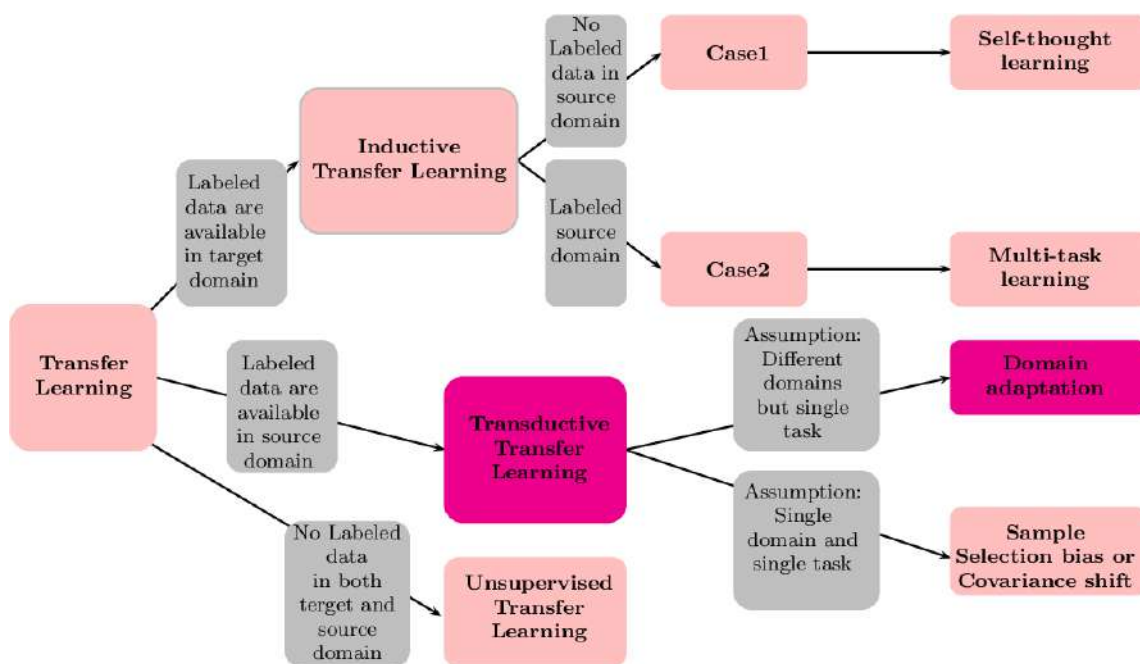 No
Labeled
data in
source
domain
Case1
Self-thought
learning
Inductive
Transfer Learning
Labeled
data are
available
in target
domain
Labeled
source
domain
Case2
Multi-task
learning
Transfer
Learning
Labeled
data are
available
in source
domain
Transductive
Transfer
Learning
Assumption:
Different
domains
but single
task
Domain
adaptation
Assumption:
Single
domain and
single task
Sample
Selection bias or
Covariance shift
No Labeled
data
in both
terget and
source
domain
Unsupervised
Transfer
Learning